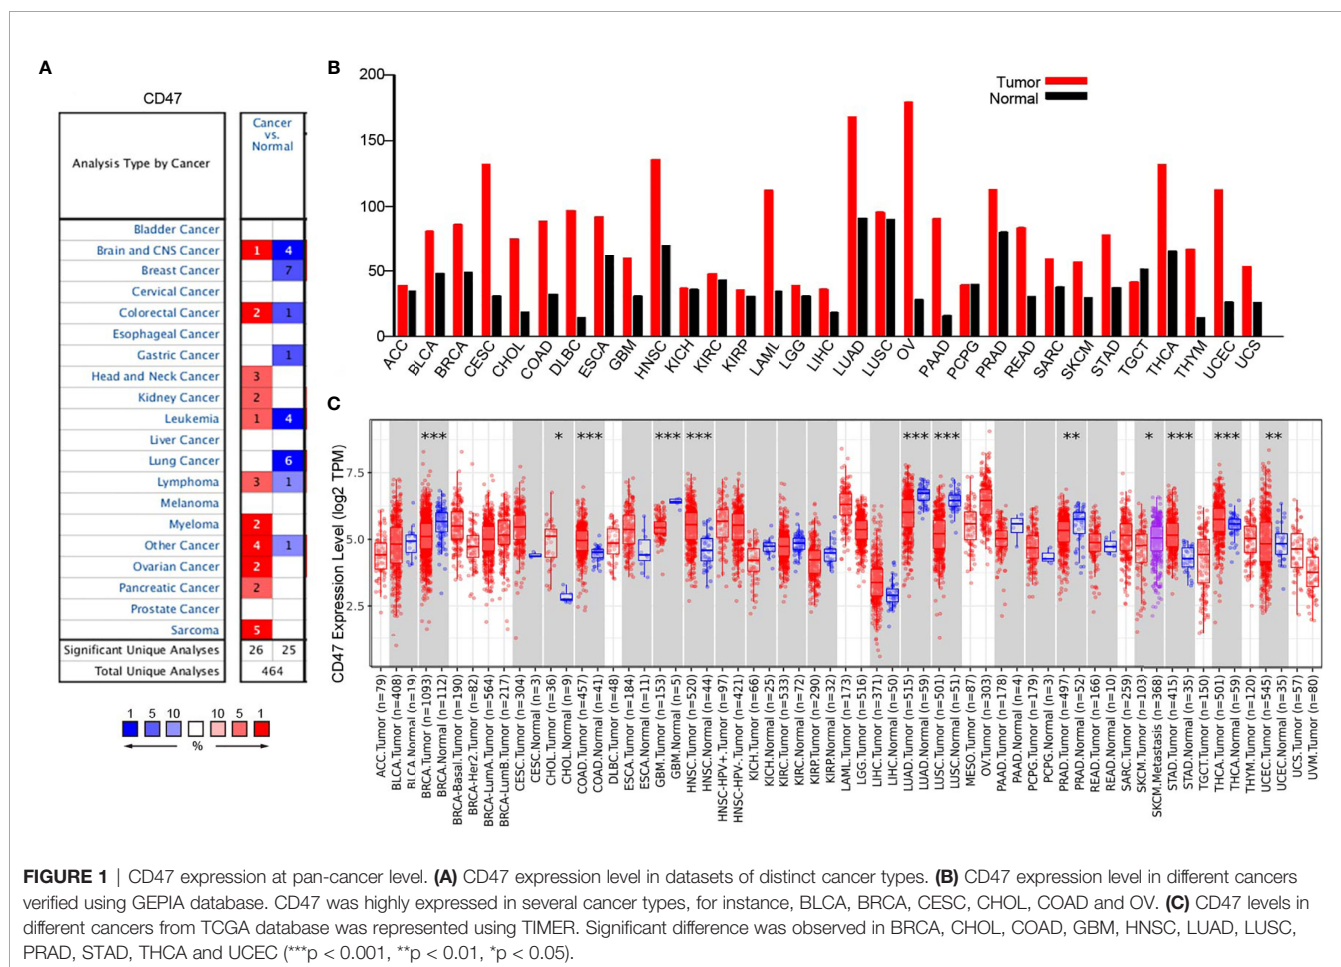 A
CD47
Analysis Type by Cancer
Cancer
vs.
Normal
Bladder Cancer
Brain and CNS Cancer 1 4
Breast Cancer 7
Cervical Cancer
Colorectal Cancer 2 1
Esophageal Cancer
Gastric Cancer 1
Head and Neck Cancer 3
Kidney Cancer 2
Leukemia 1 4
Liver Cancer
Lung Cancer 6
Lymphoma 3 1
Melanoma
Myeloma 2
Other Cancer 4 1
Ovarian Cancer 2
Pancreatic Cancer 2
Prostate Cancer
Sarcoma 5
Significant Unique Analyses 26 25
Total Unique Analyses 464
1 5 10 10 5 1
%
B
200
150
100
50
0
Tumor
Normal
ACC BLCA BRCA CESC CHOL COAD DLBC ESCA GBM HNSC KICH KIRC KIRP LAML LGG LIHC LUAD LUSC OV PAAD PCPG PRAD READ SARC SKCM STAD TGCT THCA THYM UCEC UCS
C
CD47 Expression Level (log2 TPM)
7.5
5.0
2.5
*** * *** *** *** *** *** ** * *** *** **
ACC.Tumor (n=79)
BLCA.Tumor (n=408)
BLCA.Normal (n=19)
BRCA.Tumor (n=1093)
BRCA.Normal (n=112)
BRCA-Basal.Tumor (n=190)
BRCA-Her2.Tumor (n=82)
BRCA-LumA.Tumor (n=564)
BRCA-LumB.Tumor (n=217)
CESC.Tumor (n=304)
CESC.Normal (n=3)
CHOL.Tumor (n=36)
CHOL.Normal (n=9)
COAD.Tumor (n=457)
COAD.Normal (n=41)
DLBC.Tumor (n=48)
ESCA.Tumor (n=184)
ESCA.Normal (n=11)
GBM.Tumor (n=153)
GBM.Normal (n=5)
HNSC.Tumor (n=520)
HNSC.Normal (n=44)
HNSC-HPV+.Tumor (n=97)
HNSC-HPV-.Tumor (n=421)
KICH.Tumor (n=66)
KICH.Normal (n=25)
KIRC.Tumor (n=533)
KIRC.Normal (n=72)
KIRP.Tumor (n=290)
KIRP.Normal (n=32)
LAML.Tumor (n=173)
LGG.Tumor (n=516)
LIHC.Tumor (n=371)
LIHC.Normal (n=50)
LUAD.Tumor (n=515)
LUAD.Normal (n=59)
LUSC.Tumor (n=501)
LUSC.Normal (n=51)
MESO.Tumor (n=87)
OV.Tumor (n=303)
PAAD.Tumor (n=179)
PAAD.Normal (n=4)
PCPG.Tumor (n=179)
PCPG.Normal (n=3)
PRAD.Tumor (n=497)
PRAD.Normal (n=52)
READ.Tumor (n=166)
READ.Normal (n=10)
SARC.Tumor (n=259)
SKCM.Tumor (n=103)
SKCM.Metastasis (n=368)
STAD.Tumor (n=415)
STAD.Normal (n=35)
TGCT.Tumor (n=150)
THCA.Tumor (n=501)
THCA.Normal (n=59)
THYM.Tumor (n=120)
UCEC.Tumor (n=545)
UCEC.Normal (n=35)
UCS.Tumor (n=57)
UVM.Tumor (n=80)
FIGURE 1 | CD47 expression at pan-cancer level. (A) CD47 expression level in datasets of distinct cancer types. (B) CD47 expression level in different cancers
verified using GEPIA database. CD47 was highly expressed in several cancer types, for instance, BLCA, BRCA, CESC, CHOL, COAD and OV. (C) CD47 levels in
different cancers from TCGA database was represented using TIMER. Significant difference was observed in BRCA, CHOL, COAD, GBM, HNSC, LUAD, LUSC,
PRAD, STAD, THCA and UCEC (***p < 0.001, **p < 0.01, *p < 0.05).